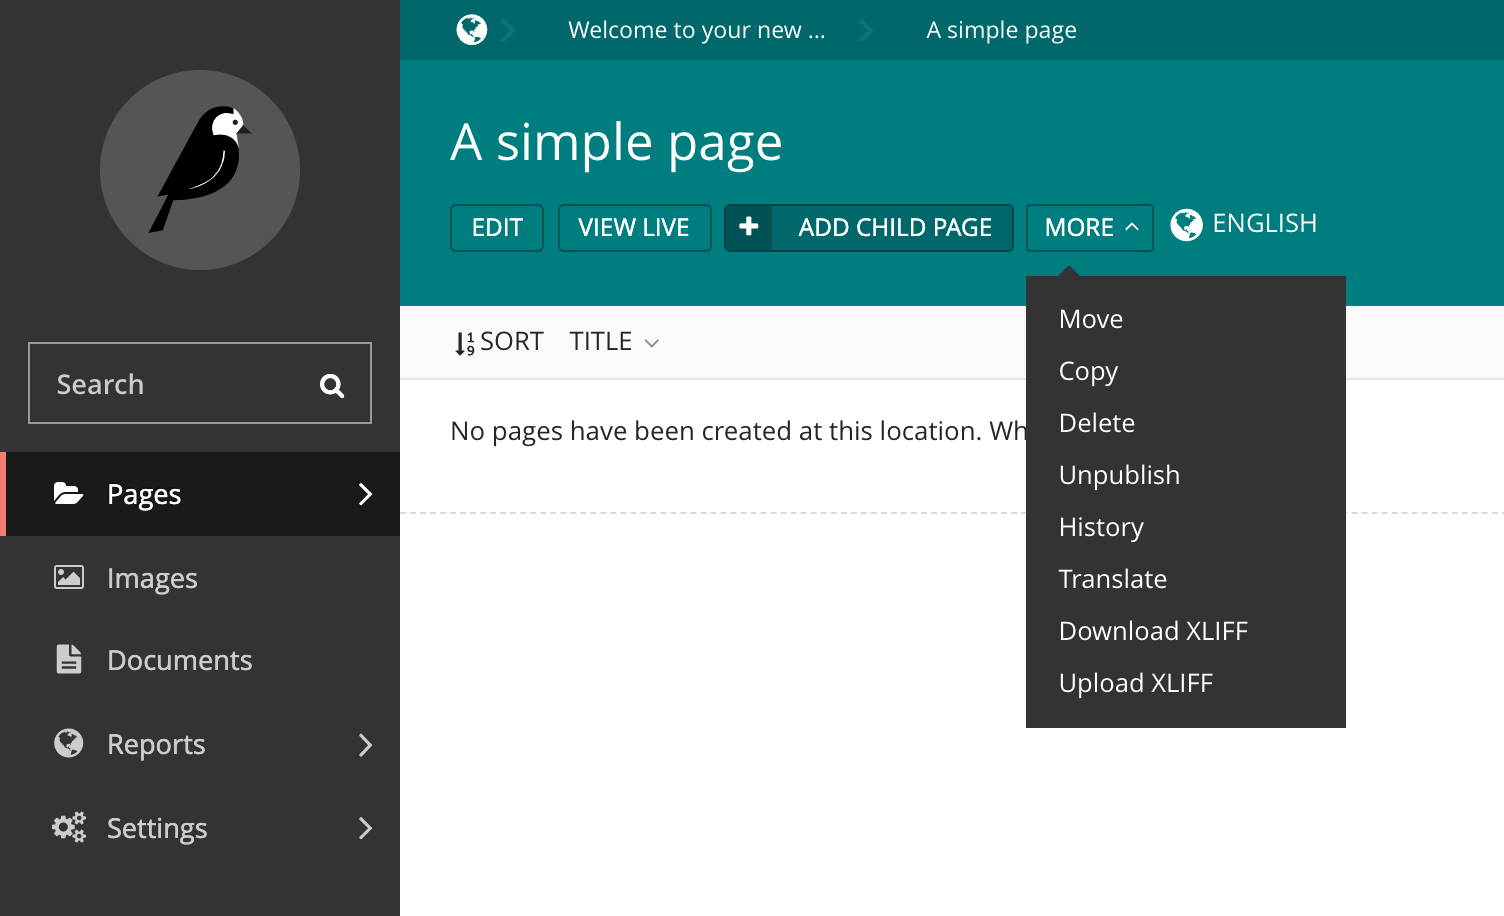 Welcome to your new ...
A simple page
A simple page
EDIT
VIEW LIVE
ADD CHILD PAGE
MORE
ENGLISH
Search
Pages
Images
Documents
Reports
Settings
SORT
TITLE
No pages have been created at this location. Wh
Move
Copy
Delete
Unpublish
History
Translate
Download XLIFF
Upload XLIFF